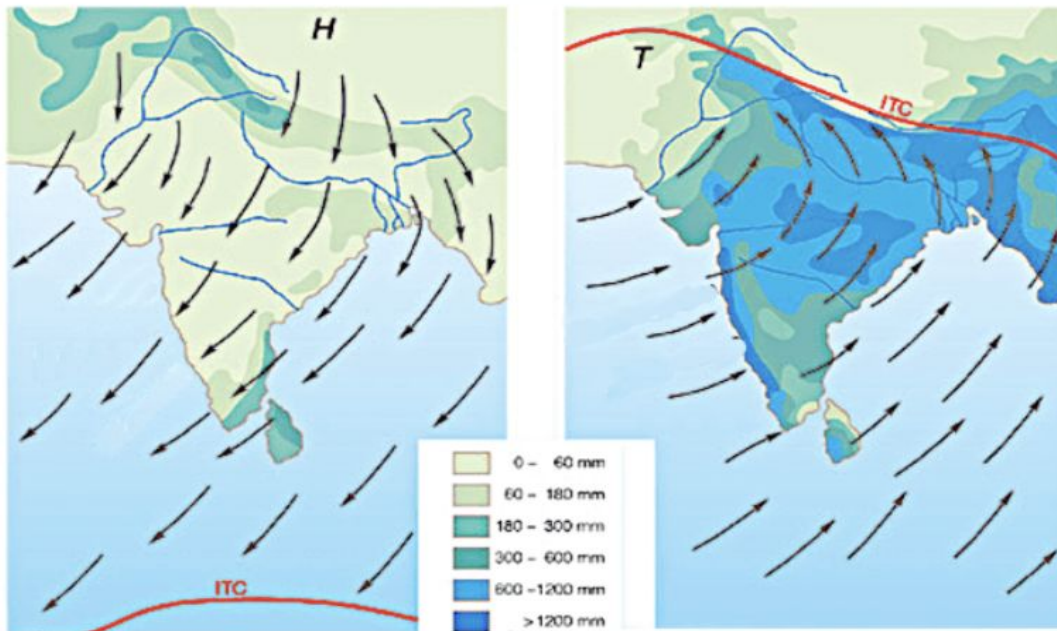 H
ITC
T
ITC
0 – 60 mm
60 – 180 mm
180 – 300 mm
300 – 600 mm
600 – 1200 mm
> 1200 mm